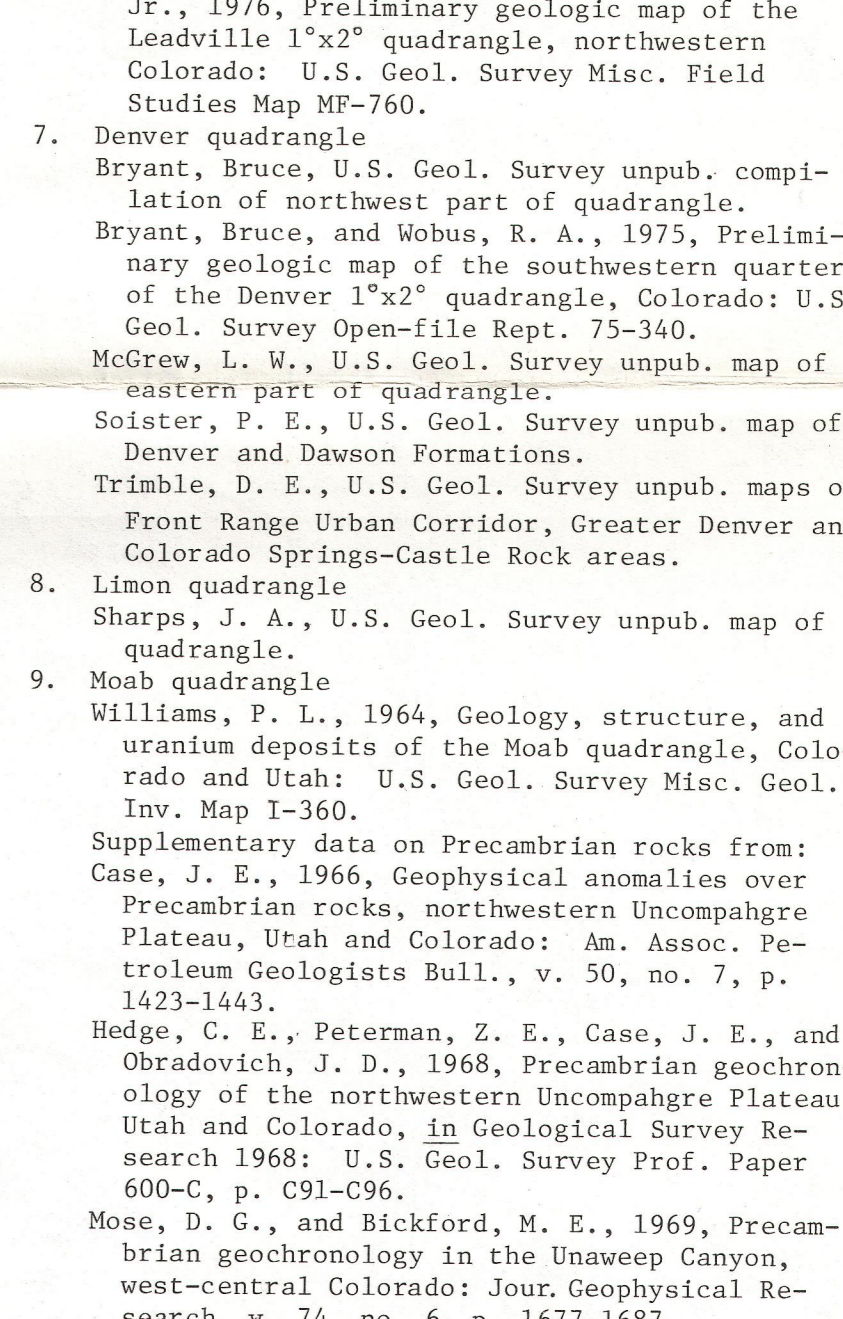 Jr., 1976, Preliminary geologic map of the
Leadville 1°x2° quadrangle, northwestern
Colorado: U.S. Geol. Survey Misc. Field
Studies Map MF-760.
7. Denver quadrangle
Bryant, Bruce, U.S. Geol. Survey unpub. compi-
lation of northwest part of quadrangle.
Bryant, Bruce, and Wobus, R. A., 1975, Prelimi-
nary geologic map of the southwestern quarter
of the Denver 1°x2° quadrangle, Colorado: U.S
Geol. Survey Open-file Rept. 75-340.
McGrew, L. W., U.S. Geol. Survey unpub. map of
eastern part of quadrangle.
Soister, P. E., U.S. Geol. Survey unpub. map of
Denver and Dawson Formations.
Trimble, D. E., U.S. Geol. Survey unpub. maps o
Front Range Urban Corridor, Greater Denver an
Colorado Springs-Castle Rock areas.
8. Limon quadrangle
Sharps, J. A., U.S. Geol. Survey unpub. map of
quadrangle.
9. Moab quadrangle
Williams, P. L., 1964, Geology, structure, and
uranium deposits of the Moab quadrangle, Colo
rado and Utah: U.S. Geol. Survey Misc. Geol.
Inv. Map I-360.
Supplementary data on Precambrian rocks from:
Case, J. E., 1966, Geophysical anomalies over
Precambrian rocks, northwestern Uncompahgre
Plateau, Utah and Colorado: Am. Assoc. Pe-
troleum Geologists Bull., v. 50, no. 7, p.
1423-1443.
Hedge, C. E., Peterman, Z. E., Case, J. E., and
Obradovich, J. D., 1968, Precambrian geochron
ology of the northwestern Uncompahgre Plateau
Utah and Colorado, in Geological Survey Re-
search 1968: U.S. Geol. Survey Prof. Paper
600-C, p. C91-C96.
Mose, D. G., and Bickford, M. E., 1969, Precam-
brian geochronology in the Unaweep Canyon,
west-central Colorado: Jour. Geophysical Re-
search, v. 74, no. 6, p. 1677-1687